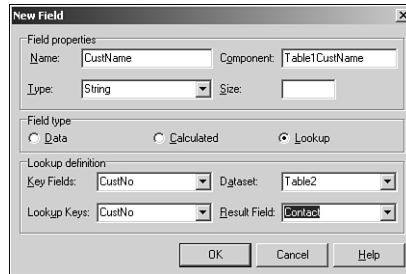 New Field
Field properties
Name: CustName Component: Table1CustName
Type: String Size:
Field type
Data Calculated Lookup
Lookup definition
Key Fields: CustNo Dataset: Table2
Lookup Keys: CustNo Result Field: Contact
OK Cancel Help